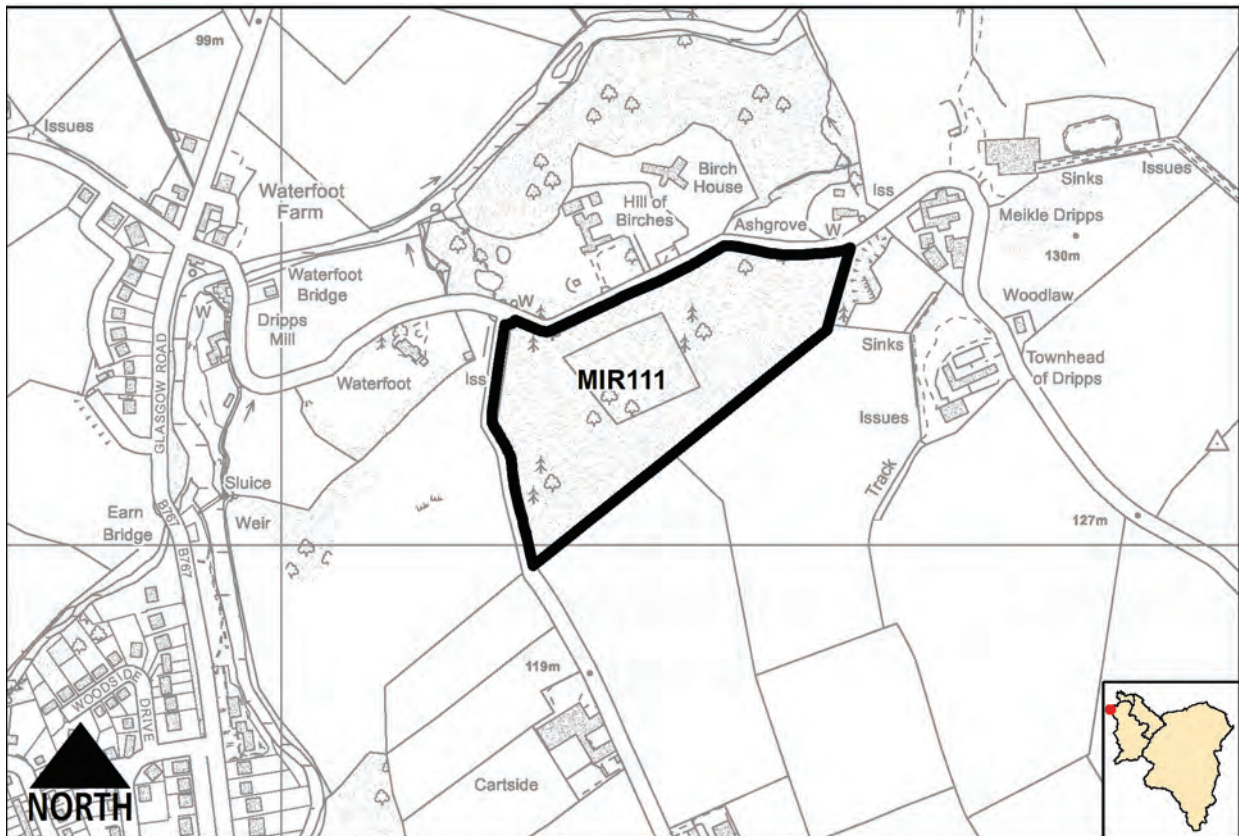 99m
Issues
Waterfoot
Farm
Birch
House
Hill of
Birches
Iss
Ashgrove
W
Sinks
Issues
Meikle Dripps
130m
Waterfoot
Bridge
Dripps
Mill
W
W
Woodlaw
GLASGOW ROAD
Waterfoot
Iss
MIR111
Sinks
Townhead
of Dripps
Issues
Track
Sluice
Weir
Earn
Bridge
B767
B767
127m
119m
WOODSIDE
DRIVE
Cartside
NORTH